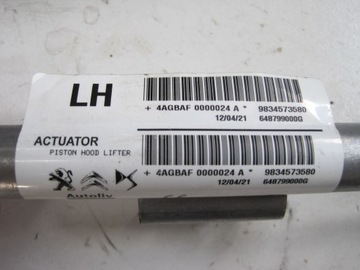 LH
+ 4AGBAF 0000024 A * 9834573580
12/04/21 648799000G
ACTUATOR
PISTON HOOD LIFTER
+ 4AGBAF 0000024 A * 9834573580
12/04/21 648799000G
Autoliv